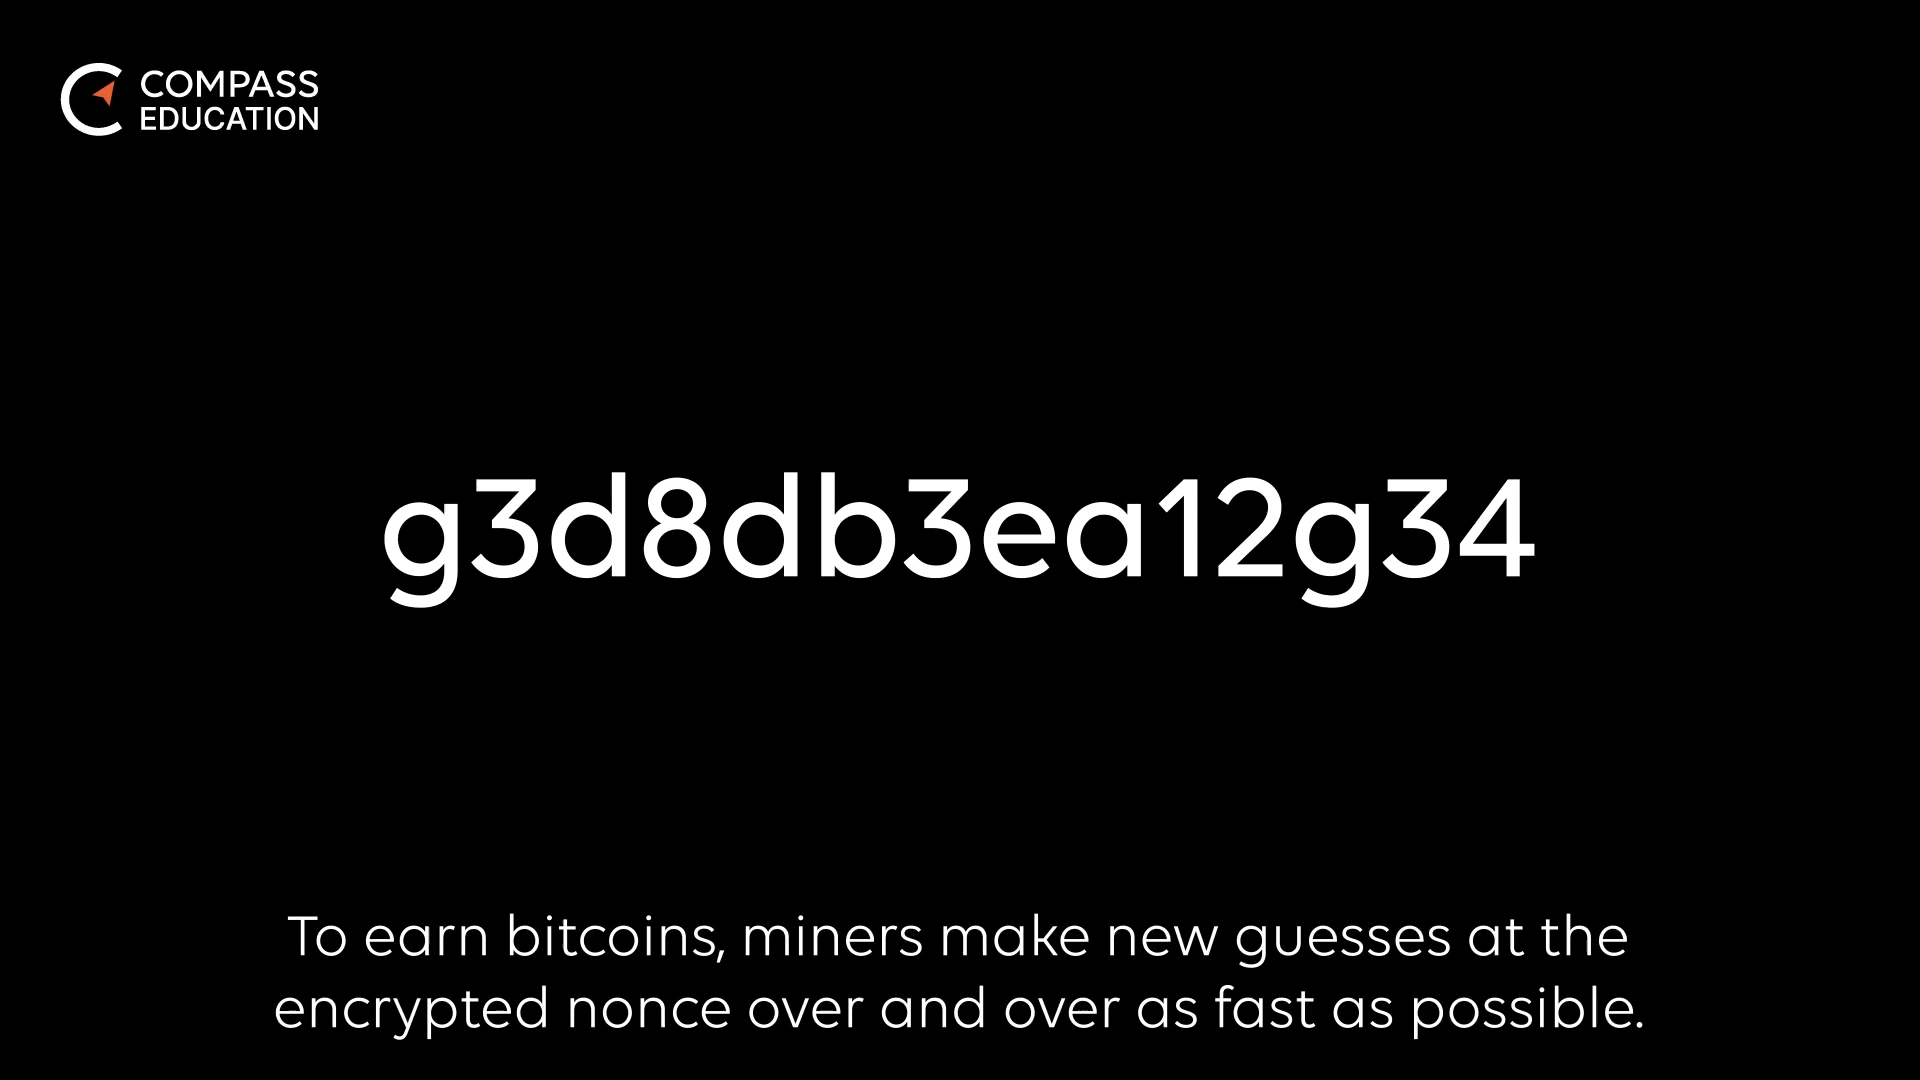 COMPASS
EDUCATION
g3d8db3ea12g34
To earn bitcoins, miners make new guesses at the
encrypted nonce over and over as fast as possible.